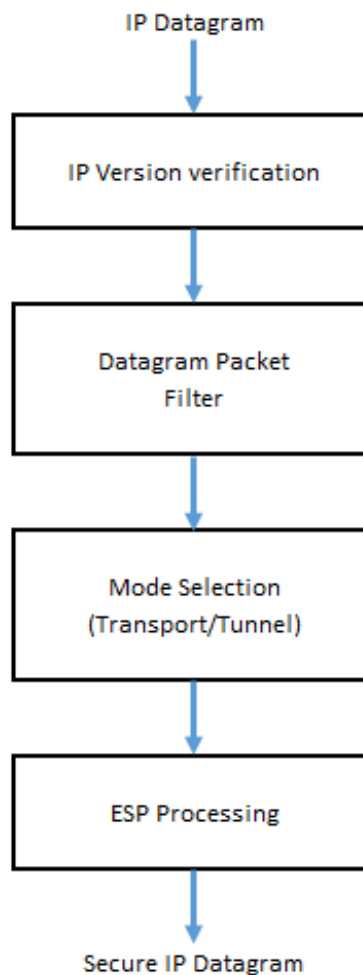 IP Datagram
IP Version verification
Datagram Packet
Filter
Mode Selection
(Transport/Tunnel)
ESP Processing
Secure IP Datagram